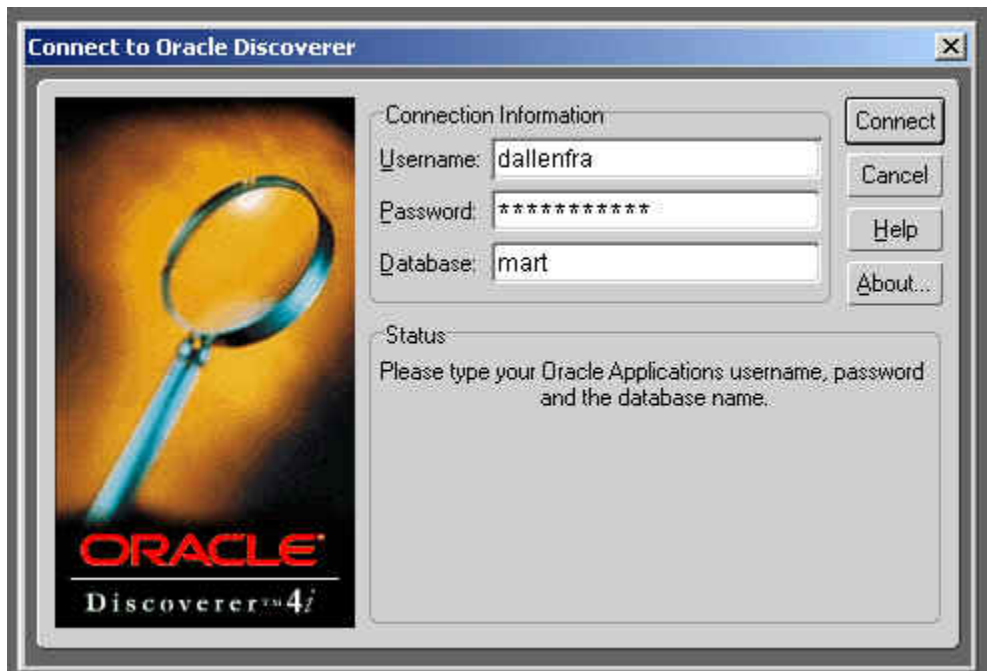 Connect to Oracle Discoverer
Connection Information
Username: dallenfra
Password: ***********
Database: mart
Connect
Cancel
Help
About...
Status
Please type your Oracle Applications username, password
and the database name.
ORACLE
Discoverer™ 4i